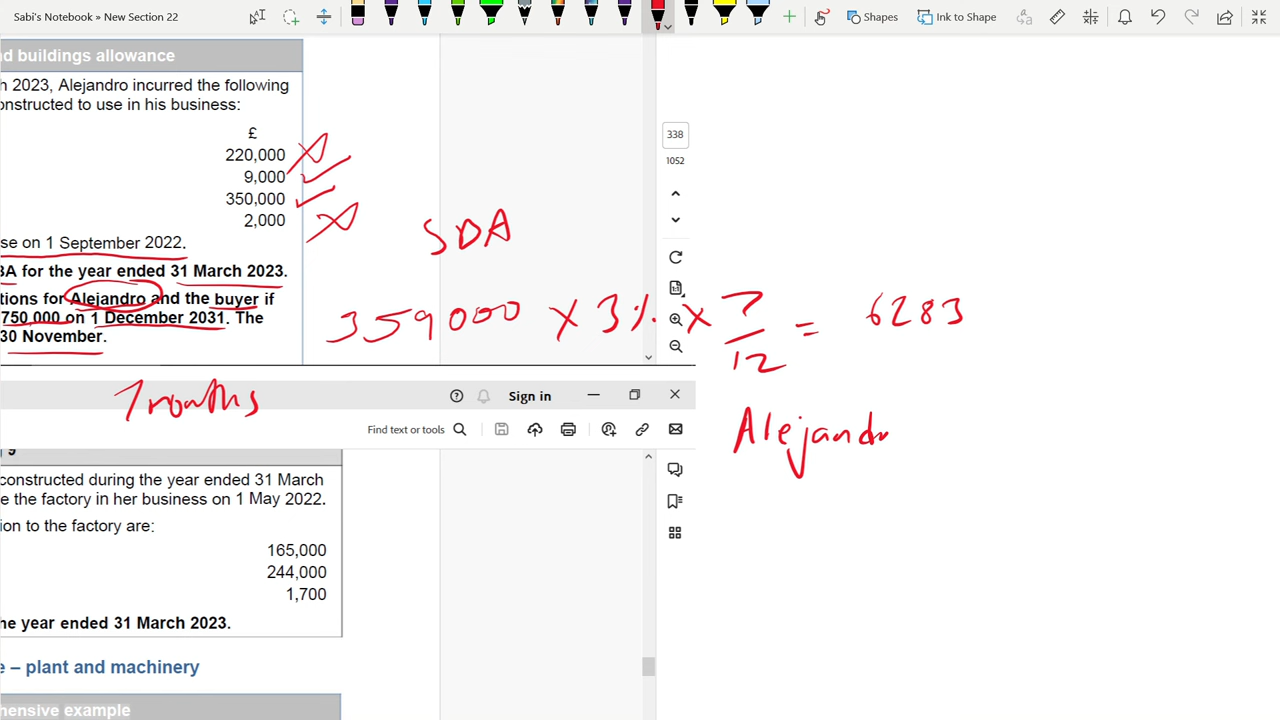 Sabi's Notebook » New Section 22
Shapes
Ink to Shape
d buildings allowance
2023, Alejandro incurred the following
onstructed to use in his business:
£
220,000
9,000
350,000
2,000
se on 1 September 2022.
BA for the year ended 31 March 2023.
tions for Alejandro and the buyer if
750,000 on 1 December 2031. The
30 November.
338
1052
SDA
359000 × 3% × 7/12 = 6283
7 months
Alejandro
Sign in
Find text or tools
9
constructed during the year ended 31 March
e the factory in her business on 1 May 2022.
ion to the factory are:
165,000
244,000
1,700
he year ended 31 March 2023.
e – plant and machinery
hensive example